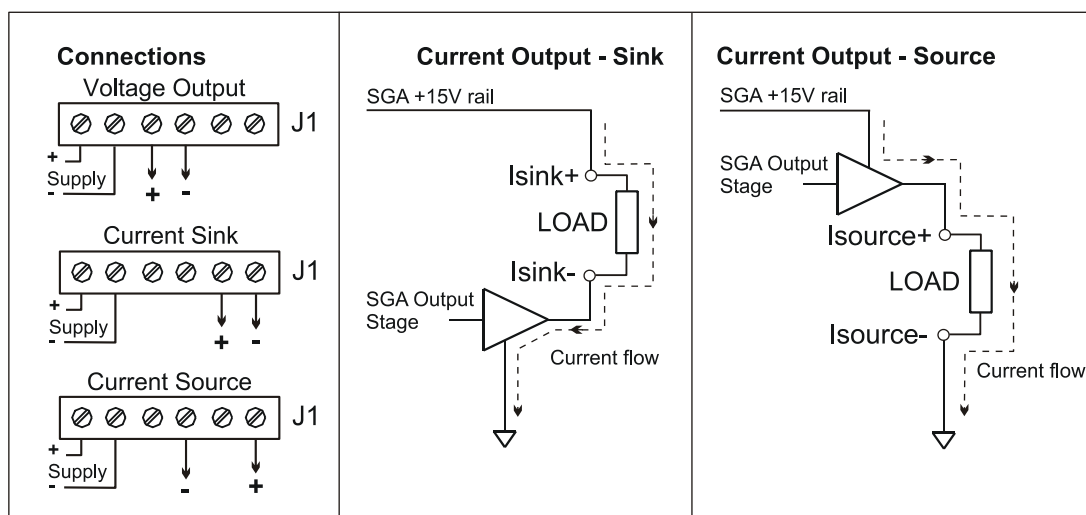 Connections
Voltage Output
J1
+
Supply
-
+ -
Current Sink
J1
+
Supply
-
+ -
Current Source
J1
+
Supply
-
- +
Current Output - Sink
SGA +15V rail
Isink+
LOAD
Isink-
SGA Output
Stage
Current flow
Current Output - Source
SGA +15V rail
SGA Output
Stage
Isource+
LOAD
Isource-
Current flow